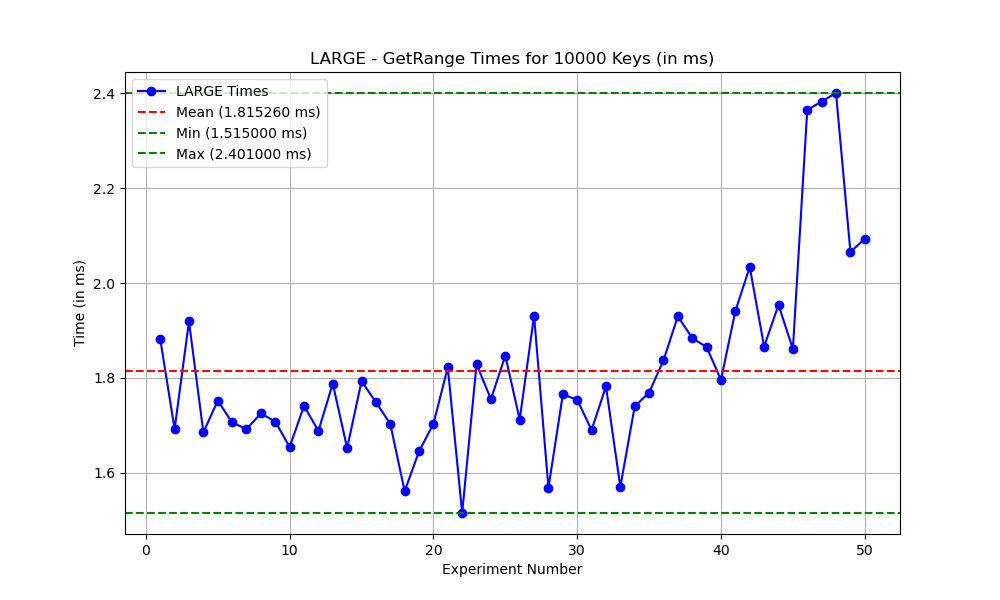 LARGE - GetRange Times for 10000 Keys (in ms)
LARGE Times
Mean (1.815260 ms)
Min (1.515000 ms)
Max (2.401000 ms)
2.4
2.2
2.0
1.8
1.6
Time (in ms)
0 10 20 30 40 50
Experiment Number